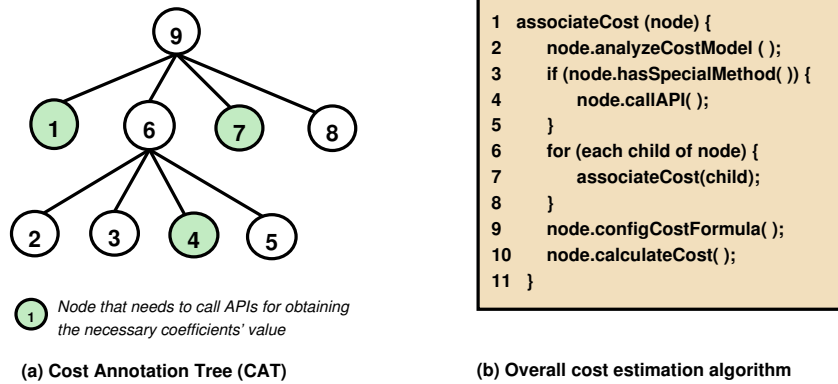 9
1
6
7
8
2
3
4
5
1 Node that needs to call APIs for obtaining
the necessary coefficients' value
(a) Cost Annotation Tree (CAT)
1 associateCost (node) {
2 node.analyzeCostModel ( );
3 if (node.hasSpecialMethod( )) {
4 node.callAPI( );
5 }
6 for (each child of node) {
7 associateCost(child);
8 }
9 node.configCostFormula( );
10 node.calculateCost( );
11 }
(b) Overall cost estimation algorithm